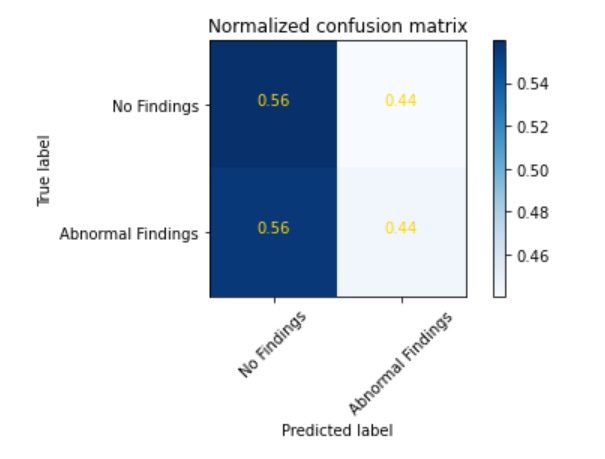 Normalized confusion matrix
True label
No Findings
Abnormal Findings
0.56
0.44
0.56
0.44
0.54
0.52
0.50
0.48
0.46
No Findings
Abnormal Findings
Predicted label